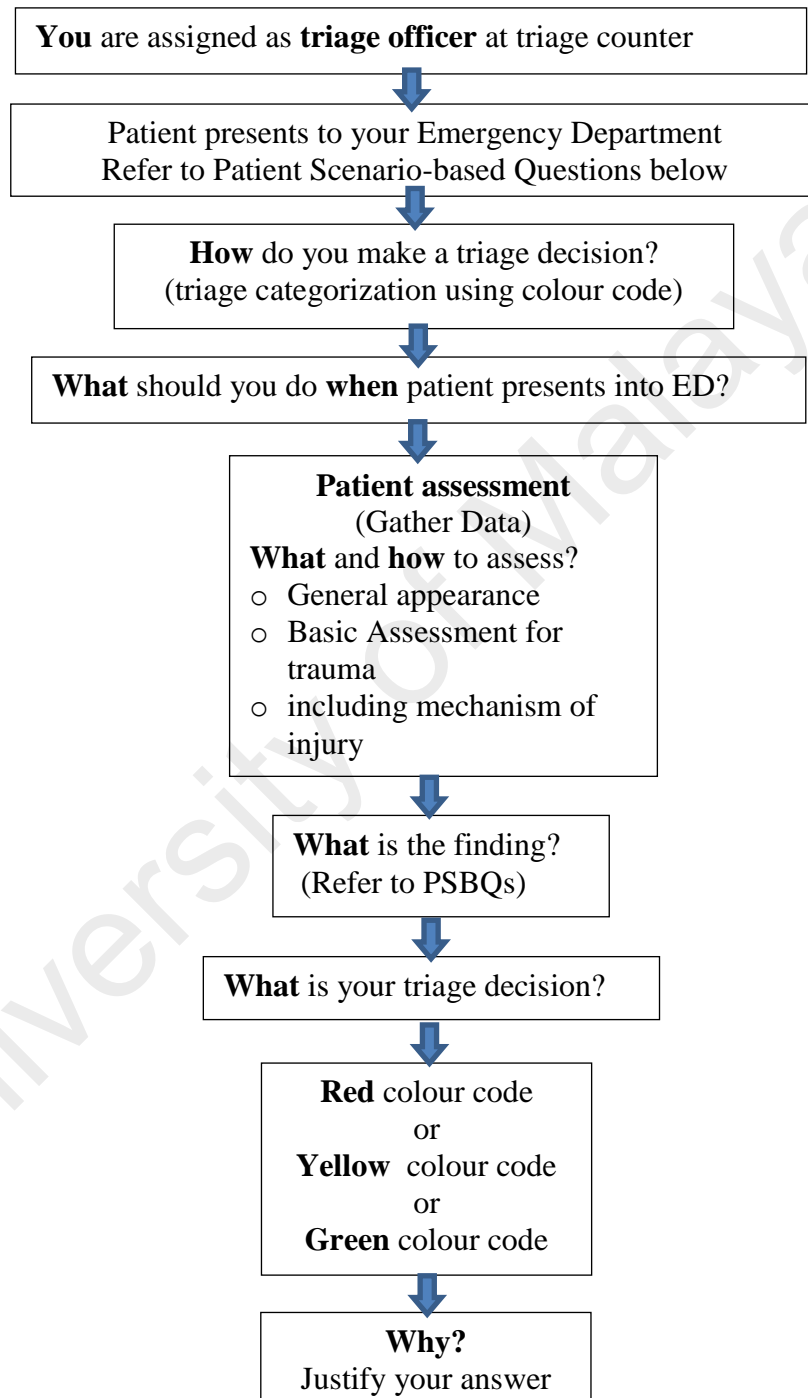 You are assigned as triage officer at triage counter
Patient presents to your Emergency Department
Refer to Patient Scenario-based Questions below
How do you make a triage decision?
(triage categorization using colour code)
What should you do when patient presents into ED?
Patient assessment
(Gather Data)
What and how to assess?
o General appearance
o Basic Assessment for
trauma
o including mechanism of
injury
What is the finding?
(Refer to PSBQs)
What is your triage decision?
Red colour code
or
Yellow colour code
or
Green colour code
Why?
Justify your answer
iversity of Malaya